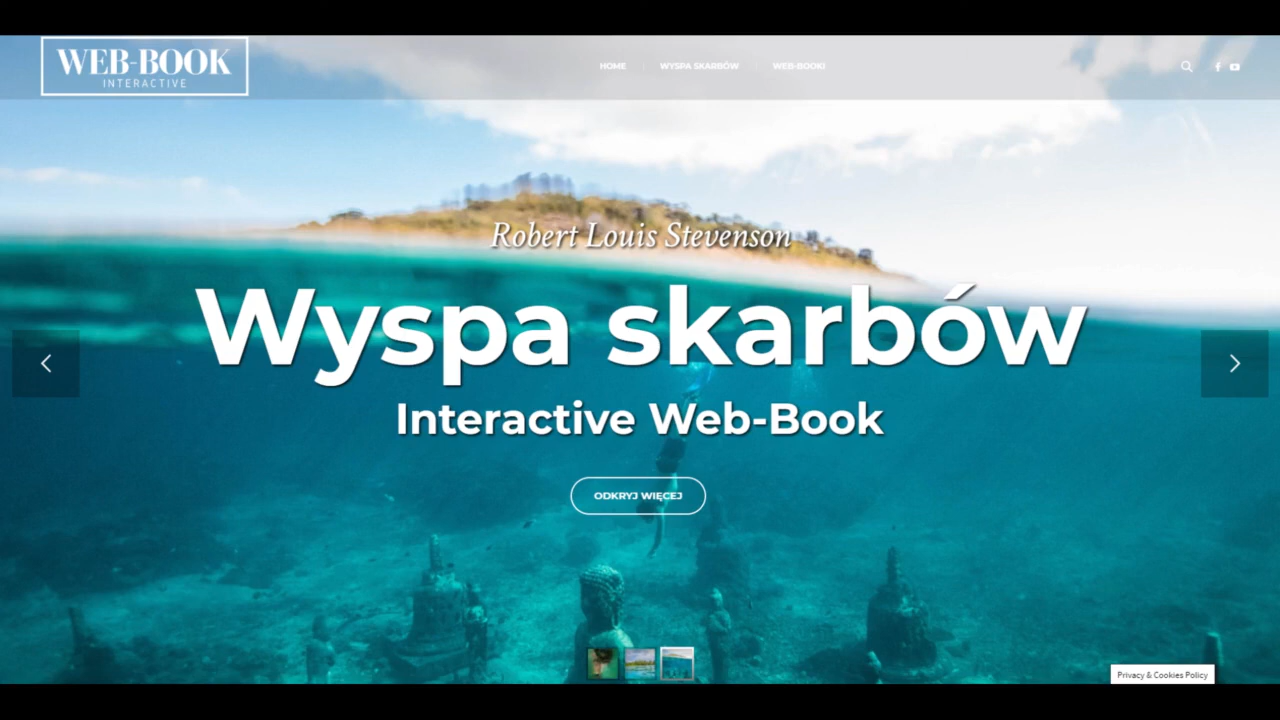 WEB-BOOK
INTERACTIVE
HOME
WYSPA SKARBÓW
WEB-BOOKI
Robert Louis Stevenson
Wyspa skarbów
Interactive Web-Book
ODKRYJ WIĘCEJ
Privacy & Cookies Policy